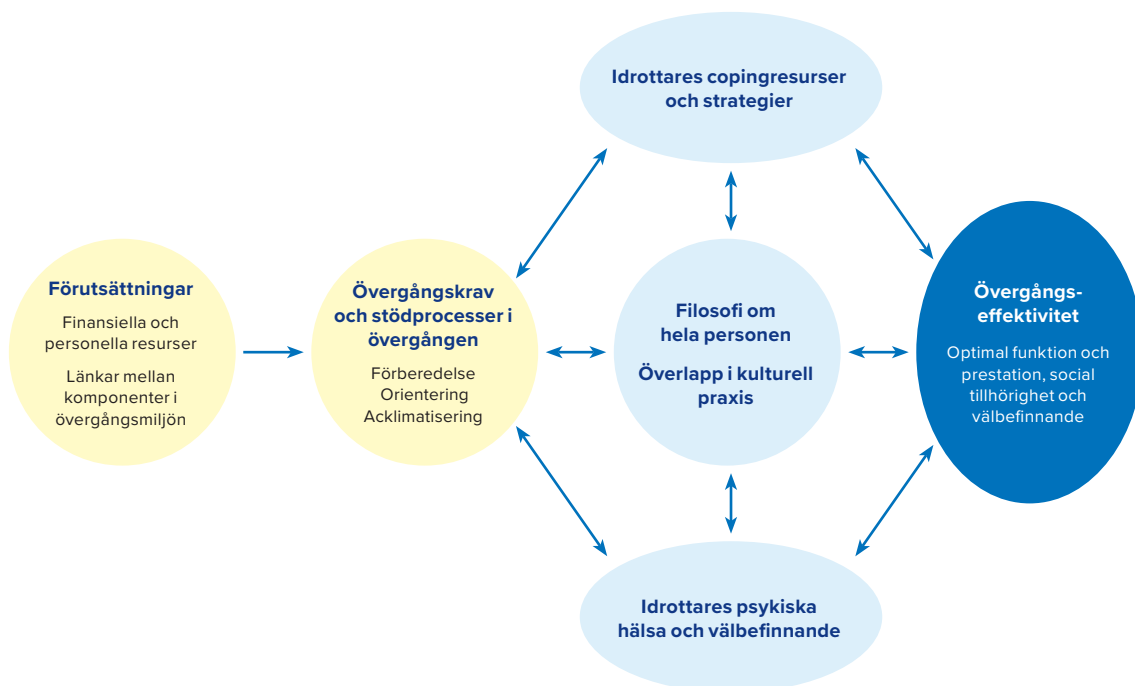 Idrottares copingresurser
och strategier
Förutsättningar
Finansiella och
personella resurser
Länkar mellan
komponenter i
övergångsmiljön
Övergångskrav
och stödprocesser i
övergången
Förberedelse
Orientering
Acklimatisering
Filosofi om
hela personen
Överlapp i kulturell
praxis
Övergångs-
effektivitet
Optimal funktion och
prestation, social
tillhörighet och
välbefinnande
Idrottares psykiska
hälsa och välbefinnande